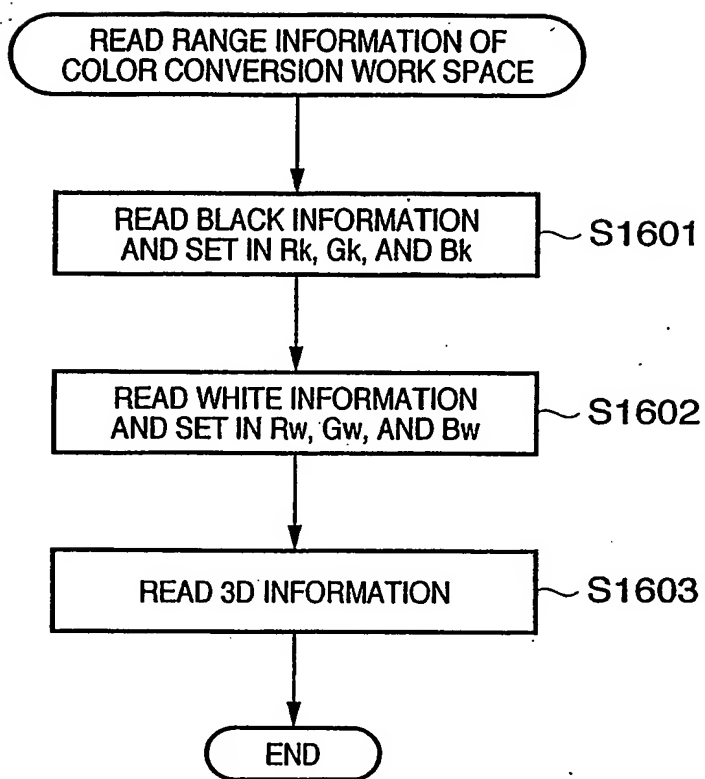 READ RANGE INFORMATION OF
COLOR CONVERSION WORK SPACE
READ BLACK INFORMATION
AND SET IN Rk, Gk, AND Bk
S1601
READ WHITE INFORMATION
AND SET IN Rw, Gw, AND Bw
S1602
READ 3D INFORMATION
S1603
END